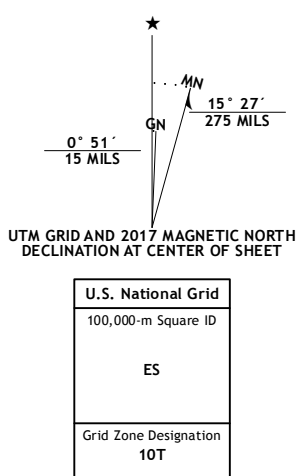 ★
MN
GN
15° 27´
275 MILS
0° 51´
15 MILS
UTM GRID AND 2017 MAGNETIC NORTH
DECLINATION AT CENTER OF SHEET
U.S. National Grid
100,000-m Square ID
ES
Grid Zone Designation
10T